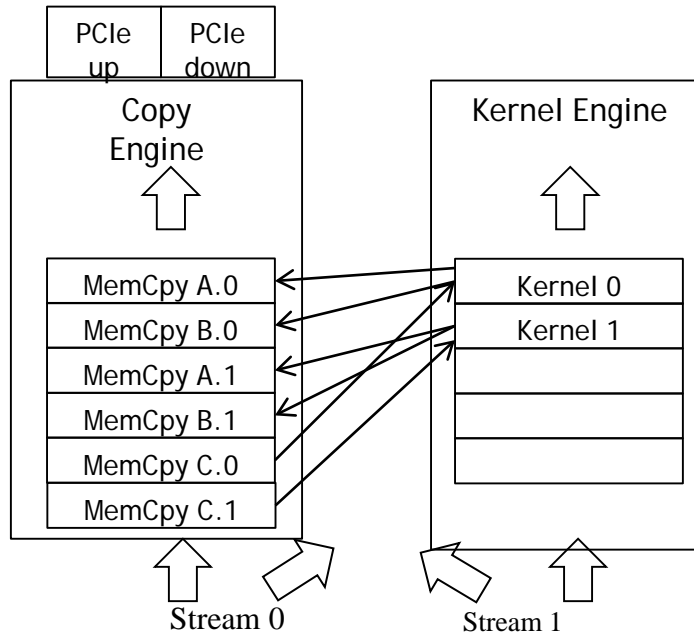 PCIe
up
PCIe
down
Copy
Engine
Kernel Engine
MemCpy A.0
MemCpy B.0
MemCpy A.1
MemCpy B.1
MemCpy C.0
MemCpy C.1
Kernel 0
Kernel 1
Stream 0
Stream 1